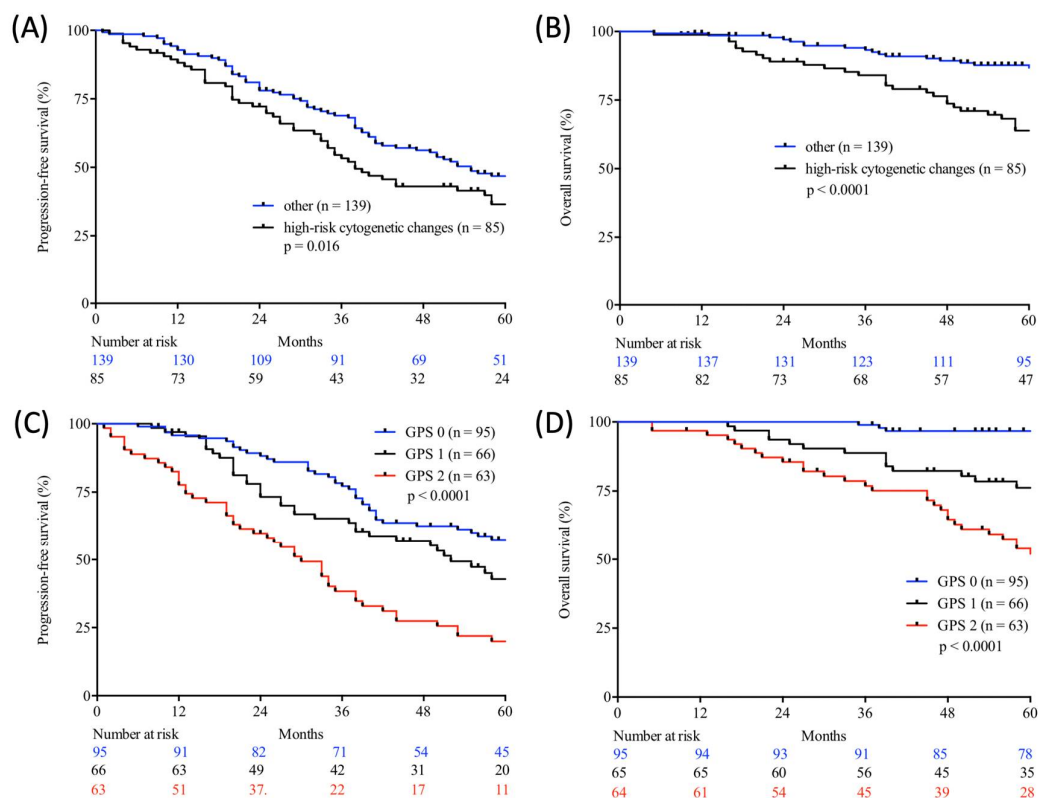 (A)
100
75
50
25
0
Progression-free survival (%)
other (n = 139)
high-risk cytogenetic changes (n = 85)
p = 0.016
0 12 24 36 48 60
Number at risk Months
139 130 109 91 69 51
85 73 59 43 32 24
(B)
100
75
50
25
0
Overall survival (%)
other (n = 139)
high-risk cytogenetic changes (n = 85)
p < 0.0001
0 12 24 36 48 60
Number at risk Months
139 137 131 123 111 95
85 82 73 68 57 47
(C)
100
75
50
25
0
Progression-free survival (%)
GPS 0 (n = 95)
GPS 1 (n = 66)
GPS 2 (n = 63)
p < 0.0001
0 12 24 36 48 60
Number at risk Months
95 91 82 71 54 45
66 63 49 42 31 20
63 51 37. 22 17 11
(D)
100
75
50
25
0
Overall survival (%)
GPS 0 (n = 95)
GPS 1 (n = 66)
GPS 2 (n = 63)
p < 0.0001
0 12 24 36 48 60
Number at risk Months
95 94 93 91 85 78
65 65 60 56 45 35
64 61 54 45 39 28